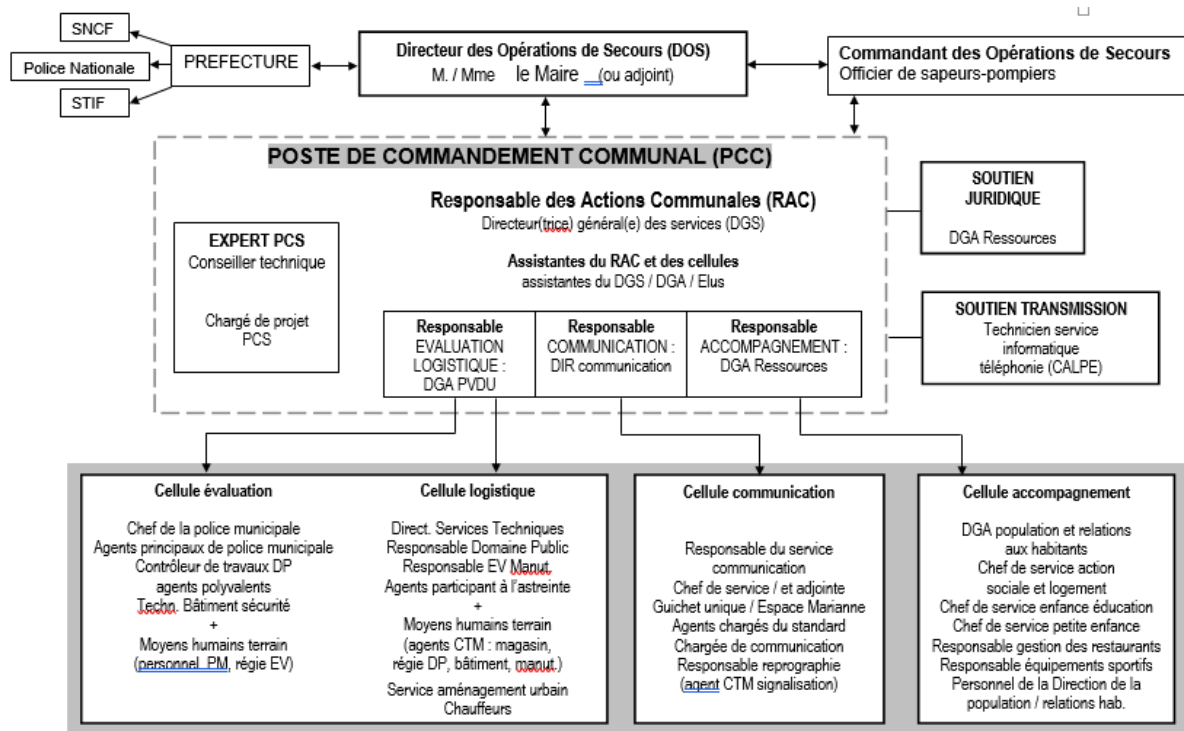 SNCF
Police Nationale
STIF
PREFECTURE
Directeur des Opérations de Secours (DOS)
M. / Mme le Maire (ou adjoint)
Commandant des Opérations de Secours
Officier de sapeurs-pompiers
POSTE DE COMMANDEMENT COMMUNAL (PCC)
Responsable des Actions Communales (RAC)
Directeur(trice) général(e) des services (DGS)
Assistantes du RAC et des cellules
assistantes du DGS / DGA / Elus
EXPERT PCS
Conseiller technique
Chargé de projet
PCS
Responsable
EVALUATION
LOGISTIQUE :
DGA PVDU
Responsable
COMMUNICATION :
DIR communication
Responsable
ACCOMPAGNEMENT :
DGA Ressources
SOUTIEN
JURIDIQUE
DGA Ressources
SOUTIEN TRANSMISSION
Technicien service
informatique
téléphonie (CALPE)
Cellule évaluation
Chef de la police municipale
Agents principaux de police municipale
Contrôleur de travaux DP
agents polyvalents
Techn. Bâtiment sécurité
+
Moyens humains terrain
(personnel PM, régie EV)
Cellule logistique
Direct. Services Techniques
Responsable Domaine Public
Responsable EV Manut.
Agents participant à l'astreinte
+
Moyens humains terrain
(agents CTM : magasin,
régie DP, bâtiment, manut.)
Service aménagement urbain
Chauffeurs
Cellule communication
Responsable du service
communication
Chef de service / et adjointe
Guichet unique / Espace Marianne
Agents chargés du standard
Chargée de communication
Responsable reprographie
(agent CTM signalisation)
Cellule accompagnement
DGA population et relations
aux habitants
Chef de service action
sociale et logement
Chef de service enfance éducation
Chef de service petite enfance
Responsable gestion des restaurants
Responsable équipements sportifs
Personnel de la Direction de la
population / relations hab.